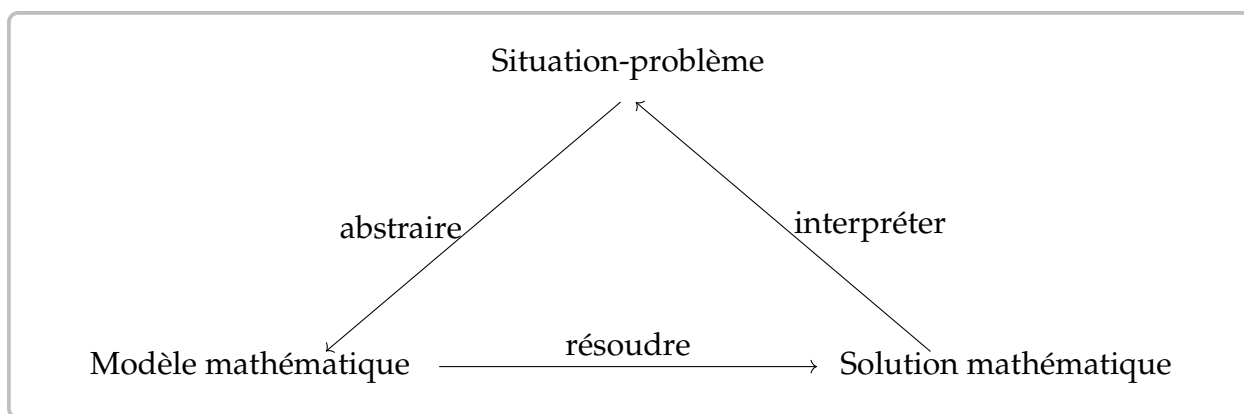 Situation-problème
abstraire
interpréter
résoudre
Modèle mathématique
Solution mathématique